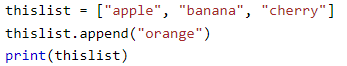 thislist = ["apple", "banana", "cherry"]
thislist.append("orange")
print(thislist)